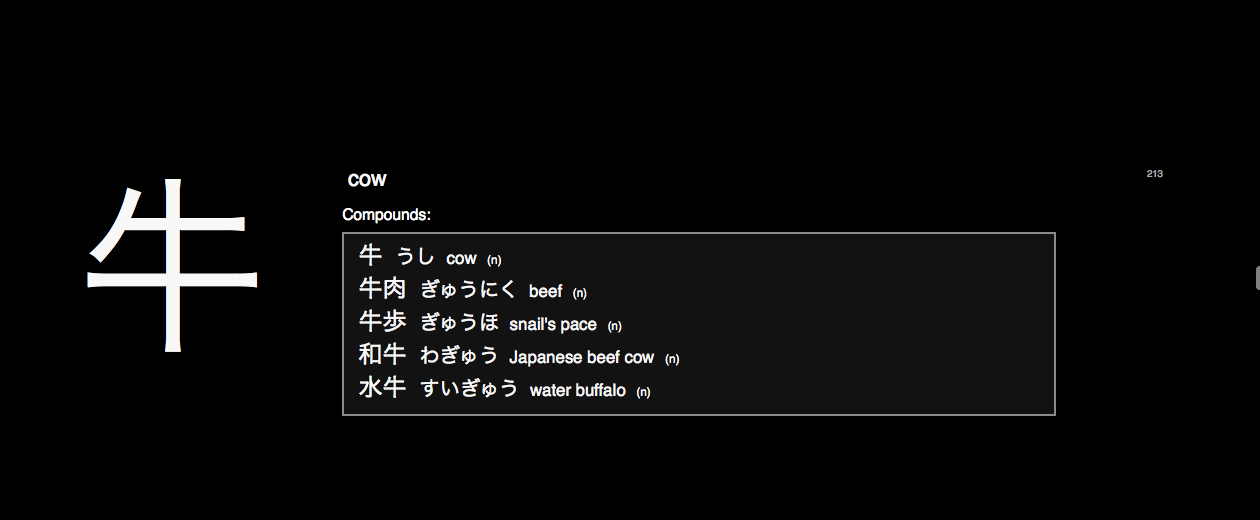 牛
cow
213
Compounds:
牛 うし cow (n)
牛肉 ぎゅうにく beef (n)
牛歩 ぎゅうほ snail's pace (n)
和牛 わぎゅう Japanese beef cow (n)
水牛 すいぎゅう water buffalo (n)